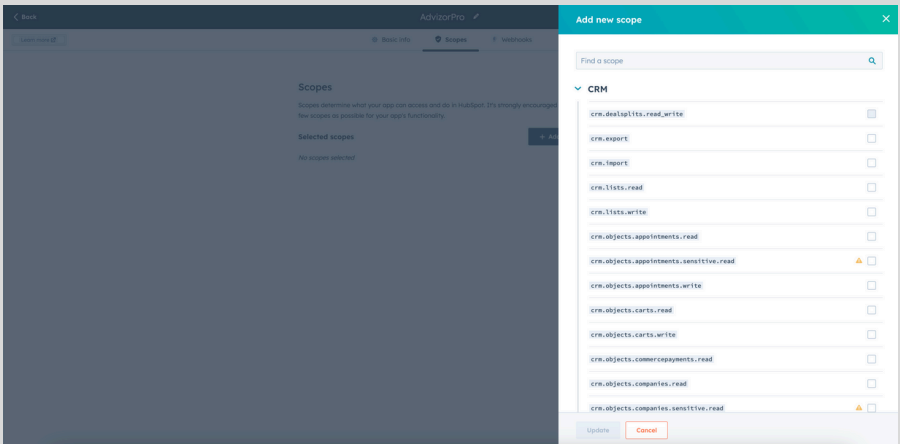 Back
AdvizorPro
Learn more
Basic Info
Scopes
Webhooks
Scopes
Scopes determine what your app can access and do in HubSpot. It's strongly encouraged
few scopes as possible for your app's functionality.
Selected scopes
+ Add
No scopes selected
Add new scope
Find a scope
CRM
crm.dealsplits.read_write
crm.export
crm.import
crm.lists.read
crm.lists.write
crm.objects.appointments.read
crm.objects.appointments.sensitive.read
crm.objects.appointments.write
crm.objects.carts.read
crm.objects.carts.write
crm.objects.commercepayments.read
crm.objects.companies.read
crm.objects.companies.sensitive.read
Update
Cancel